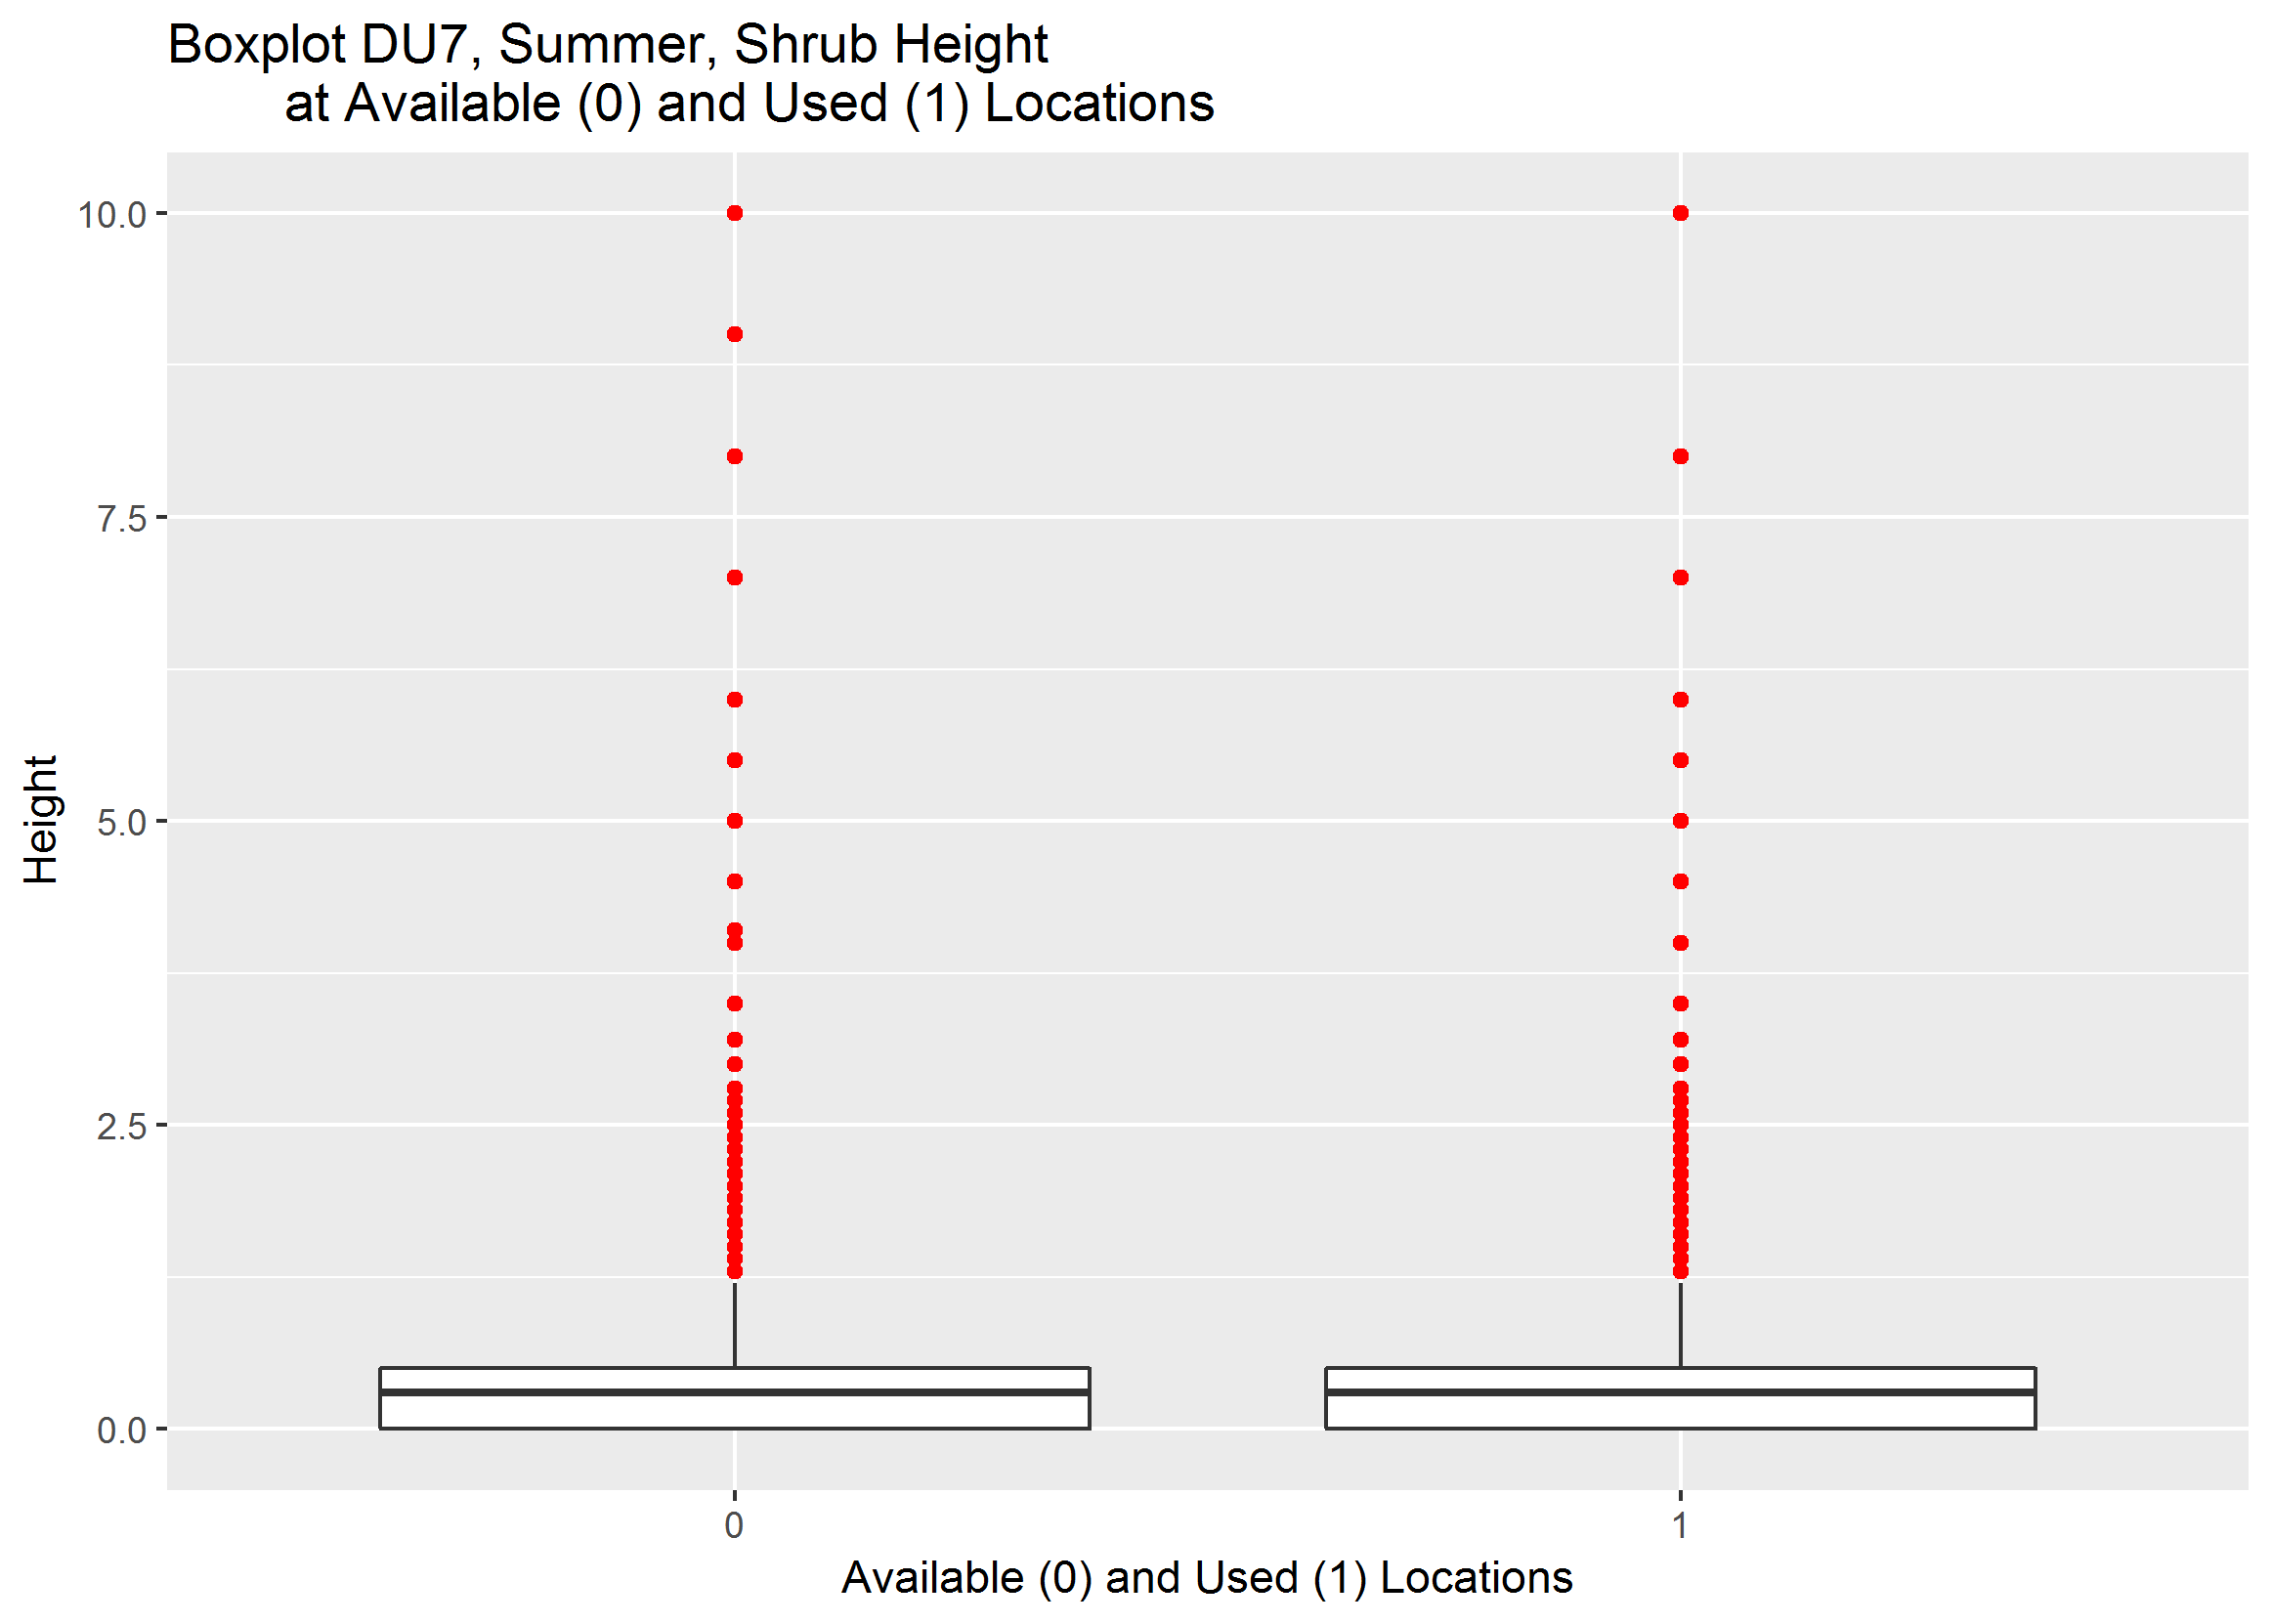 Boxplot DU7, Summer, Shrub Height
at Available (0) and Used (1) Locations
10.0
7.5
5.0
2.5
0.0
Height
0 1
Available (0) and Used (1) Locations